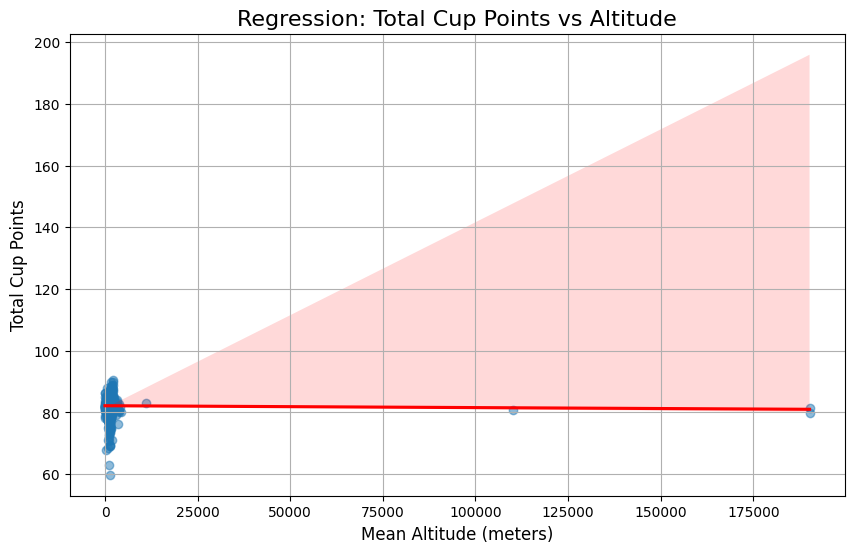 Regression: Total Cup Points vs Altitude
200
180
160
140
120
100
80
60
Total Cup Points
0 25000 50000 75000 100000 125000 150000 175000
Mean Altitude (meters)